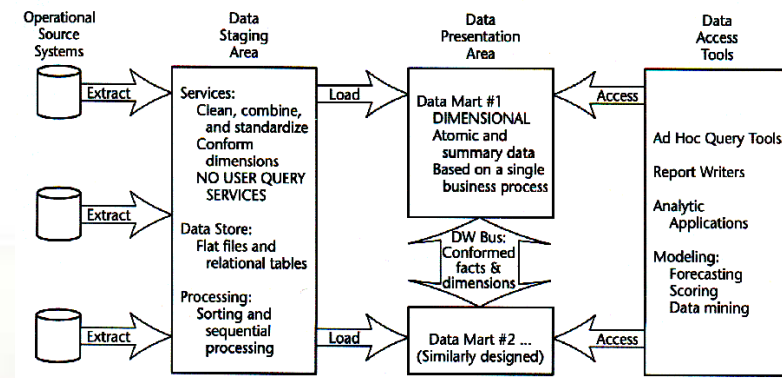 Operational
Source
Systems
Data
Staging
Area
Data
Presentation
Area
Data
Access
Tools
Extract
Extract
Extract
Services:
Clean, combine,
and standardize
Conform
dimensions
NO USER QUERY
SERVICES
Data Store:
Flat files and
relational tables
Processing:
Sorting and
sequential
processing
Load
Load
Data Mart #1
DIMENSIONAL
Atomic and
summary data
Based on a single
business process
DW Bus:
Conformed
facts &
dimensions
Data Mart #2 ...
(Similarly designed)
Access
Access
Ad Hoc Query Tools
Report Writers
Analytic
Applications
Modeling:
Forecasting
Scoring
Data mining